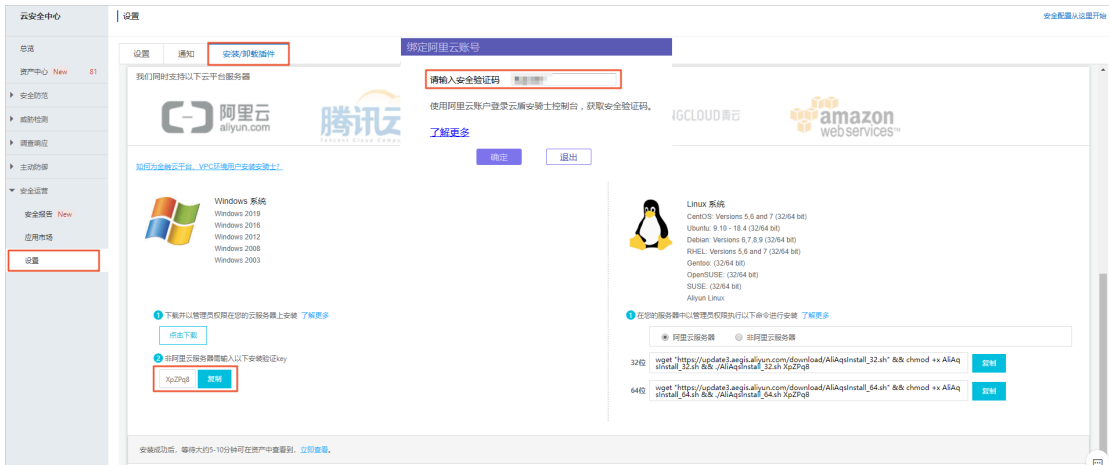 云安全中心
设置
安全配置从这里开始
总览
资产中心 New 81
安全防范
威胁检测
调查响应
主动防御
安全运营
安全报告 New
应用市场
设置
设置 通知 安装/卸载插件
我们同时支持以下云平台服务器
阿里云
aliyun.com
腾讯云
Tencent Cloud
绑定阿里云账号
请输入安全验证码
使用阿里云账户登录云盾安骑士控制台，获取安全验证码。
了解更多
确定 退出
NGCLOUD青云
amazon
webservices™
如何为金融云平台、VPC环境用户安装安骑士？
Windows 系统
Windows 2019
Windows 2016
Windows 2012
Windows 2008
Windows 2003
1 下载并以管理员权限在您的云服务器上安装 了解更多
点击下载
2 非阿里云服务器需输入以下安装验证key
XpZPq8 复制
Linux 系统
CentOS: Versions 5,6 and 7 (32/64 bit)
Ubuntu: 9.10 - 18.4 (32/64 bit)
Debian: Versions 6,7,8,9 (32/64 bit)
RHEL: Versions 5,6 and 7 (32/64 bit)
Gentoo: (32/64 bit)
OpenSUSE: (32/64 bit)
SUSE: (32/64 bit)
Aliyun Linux
1 在您的服务器中以管理员权限执行以下命令进行安装 了解更多
阿里云服务器 非阿里云服务器
32位 wget "https://update3.aegis.aliyun.com/download/AliAqsInstall_32.sh" && chmod +x AliAq
sInstall_32.sh && ./AliAqsInstall_32.sh XpZPq8
复制
64位 wget "https://update3.aegis.aliyun.com/download/AliAqsInstall_64.sh" && chmod +x AliAq
sInstall_64.sh && ./AliAqsInstall_64.sh XpZPq8
复制
安装成功后，等待大约5-10分钟可在资产中查看到，立即查看。